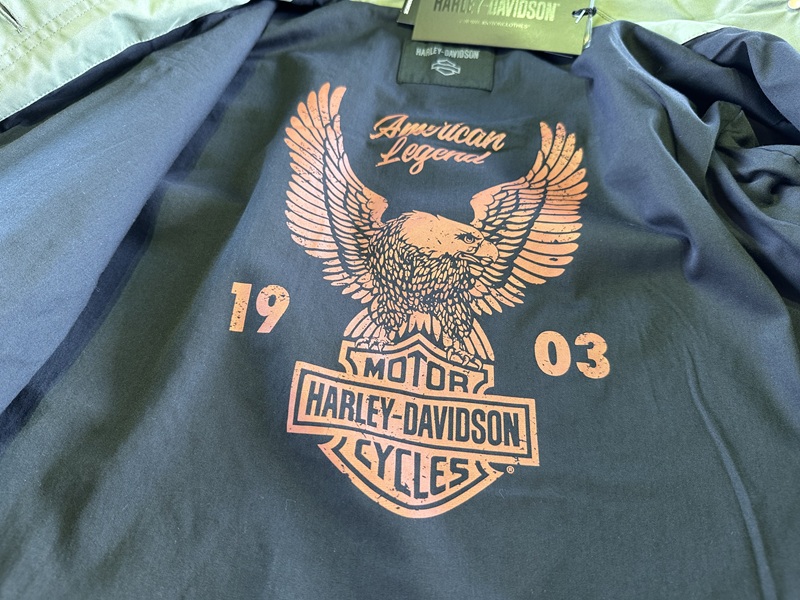 HARLEY-DAVIDSON
HARLEY-DAVIDSON
American
Legend
19 03
MOTOR
HARLEY-DAVIDSON
CYCLES
®